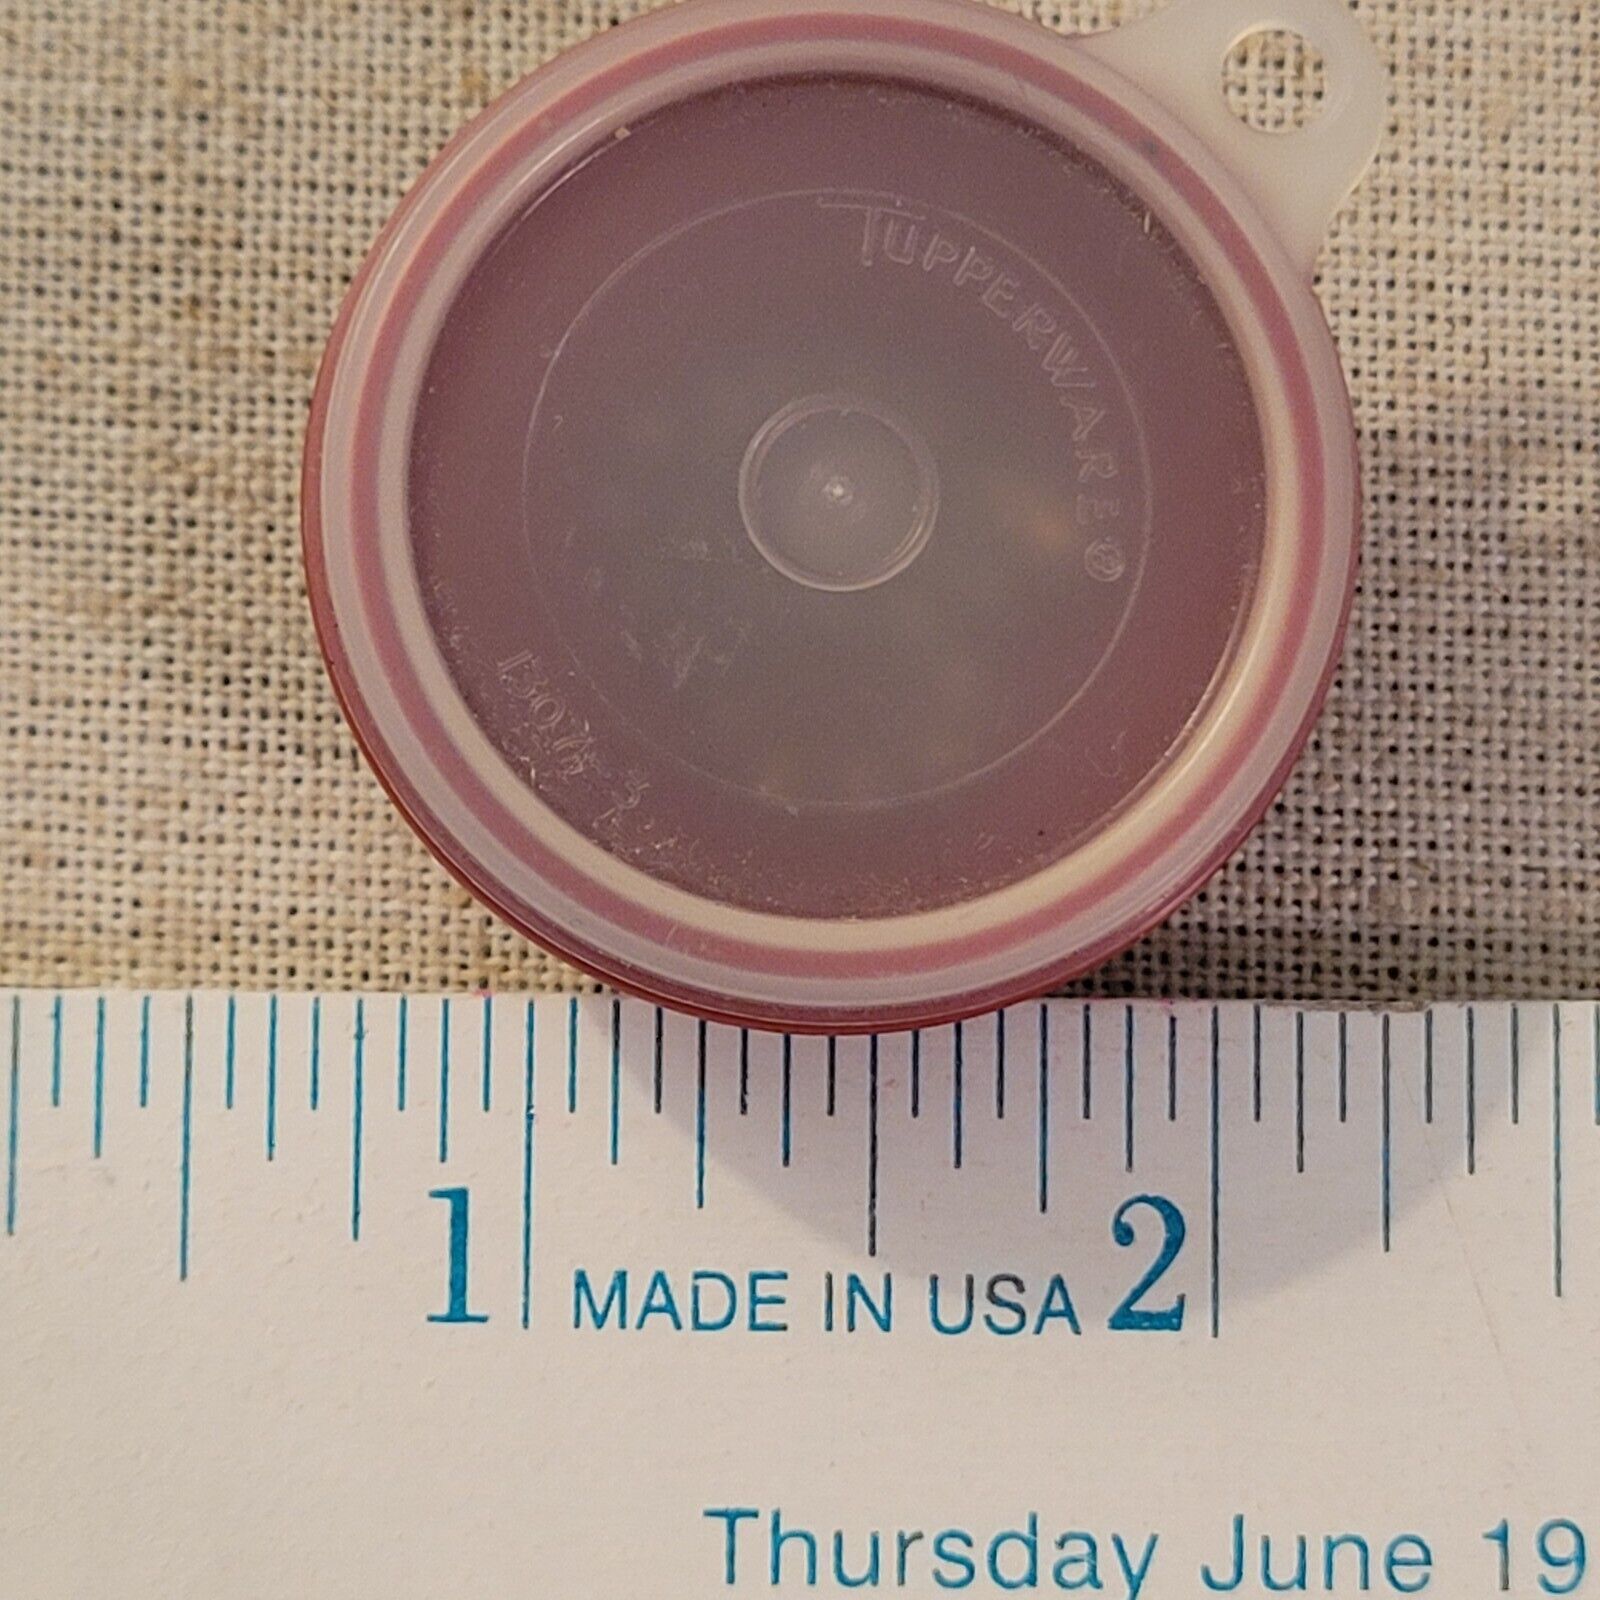 TUPPERWARE®
1 2
MADE IN USA
Thursday June 19